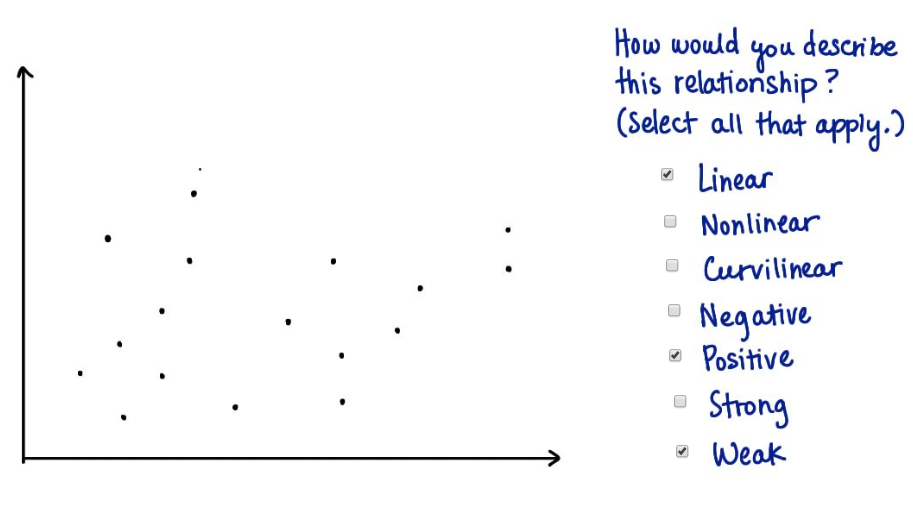 How would you describe
this relationship?
(Select all that apply.)
Linear
Nonlinear
Curvilinear
Negative
Positive
Strong
Weak